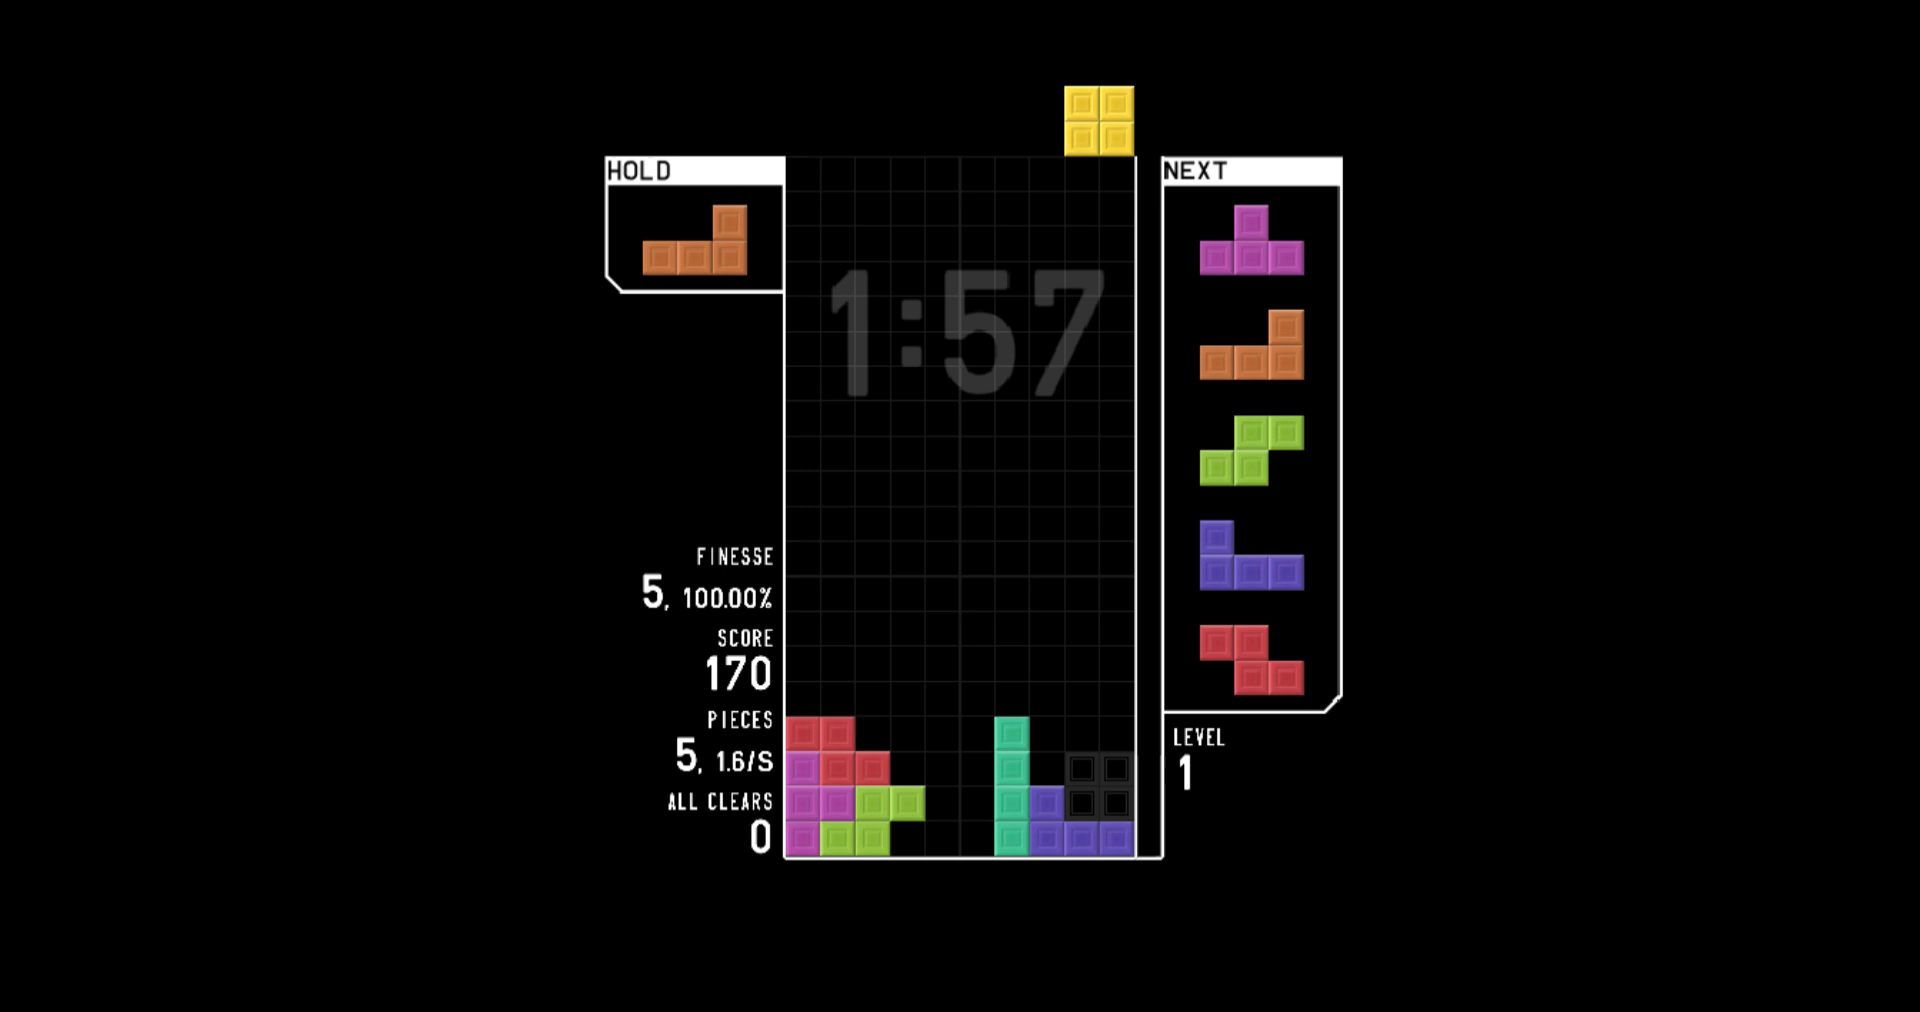 HOLD
NEXT
1:57
FINESSE
5, 100.00%
SCORE
170
PIECES
5, 1.6/S
ALL CLEARS
0
LEVEL
1